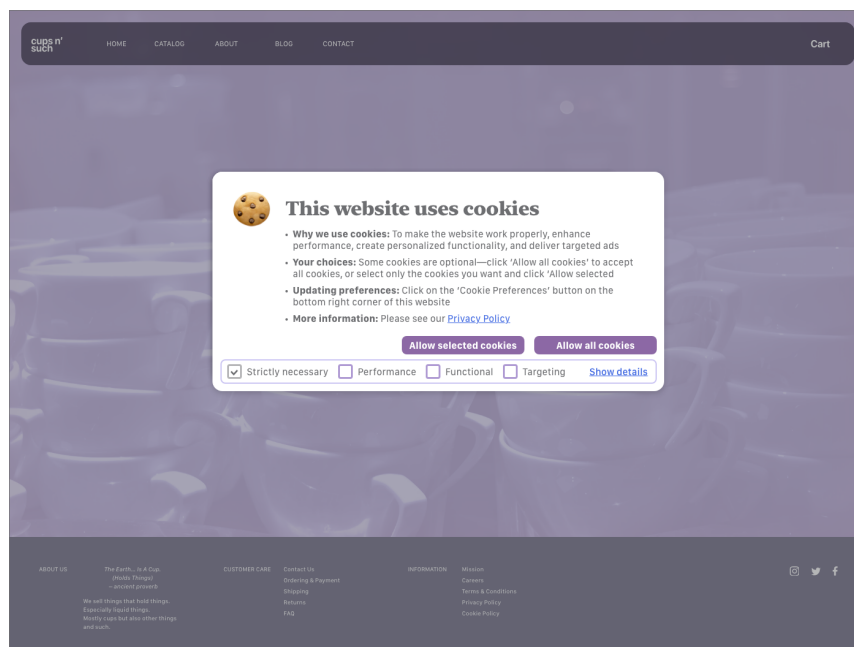 cups n'
such
HOME CATALOG ABOUT BLOG CONTACT
Cart
This website uses cookies
• Why we use cookies: To make the website work properly, enhance
performance, create personalized functionality, and deliver targeted ads
• Your choices: Some cookies are optional—click ‘Allow all cookies’ to accept
all cookies, or select only the cookies you want and click ‘Allow selected
• Updating preferences: Click on the ‘Cookie Preferences’ button on the
bottom right corner of this website
• More information: Please see our Privacy Policy
Allow selected cookies Allow all cookies
Strictly necessary Performance Functional Targeting Show details
ABOUT US
The Earth... Is A Cup.
(Holds Things)
– ancient proverb
We sell things that hold things.
Especially liquid things.
Mostly cups but also other things
and such.
CUSTOMER CARE
Contact Us
Ordering & Payment
Shipping
Returns
FAQ
INFORMATION
Mission
Careers
Terms & Conditions
Privacy Policy
Cookie Policy